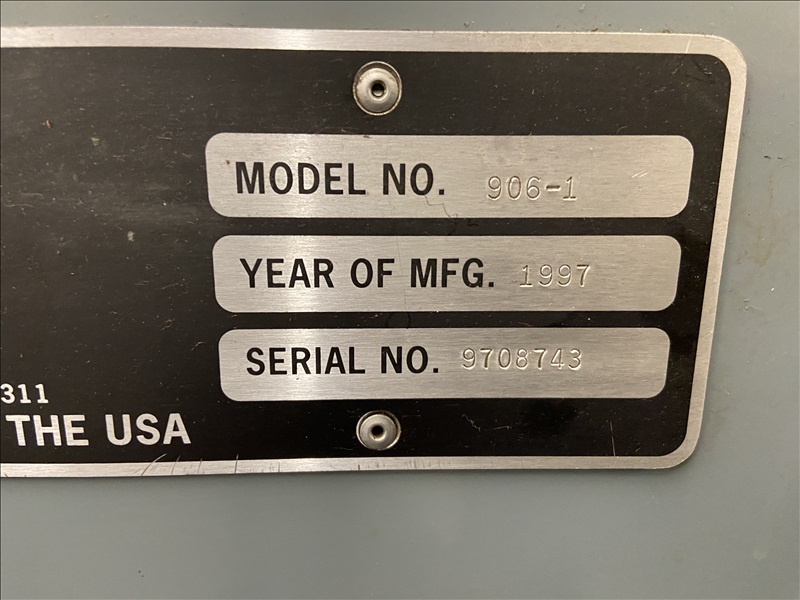 MODEL NO. 906-1
YEAR OF MFG. 1997
SERIAL NO. 9708743
311
THE USA